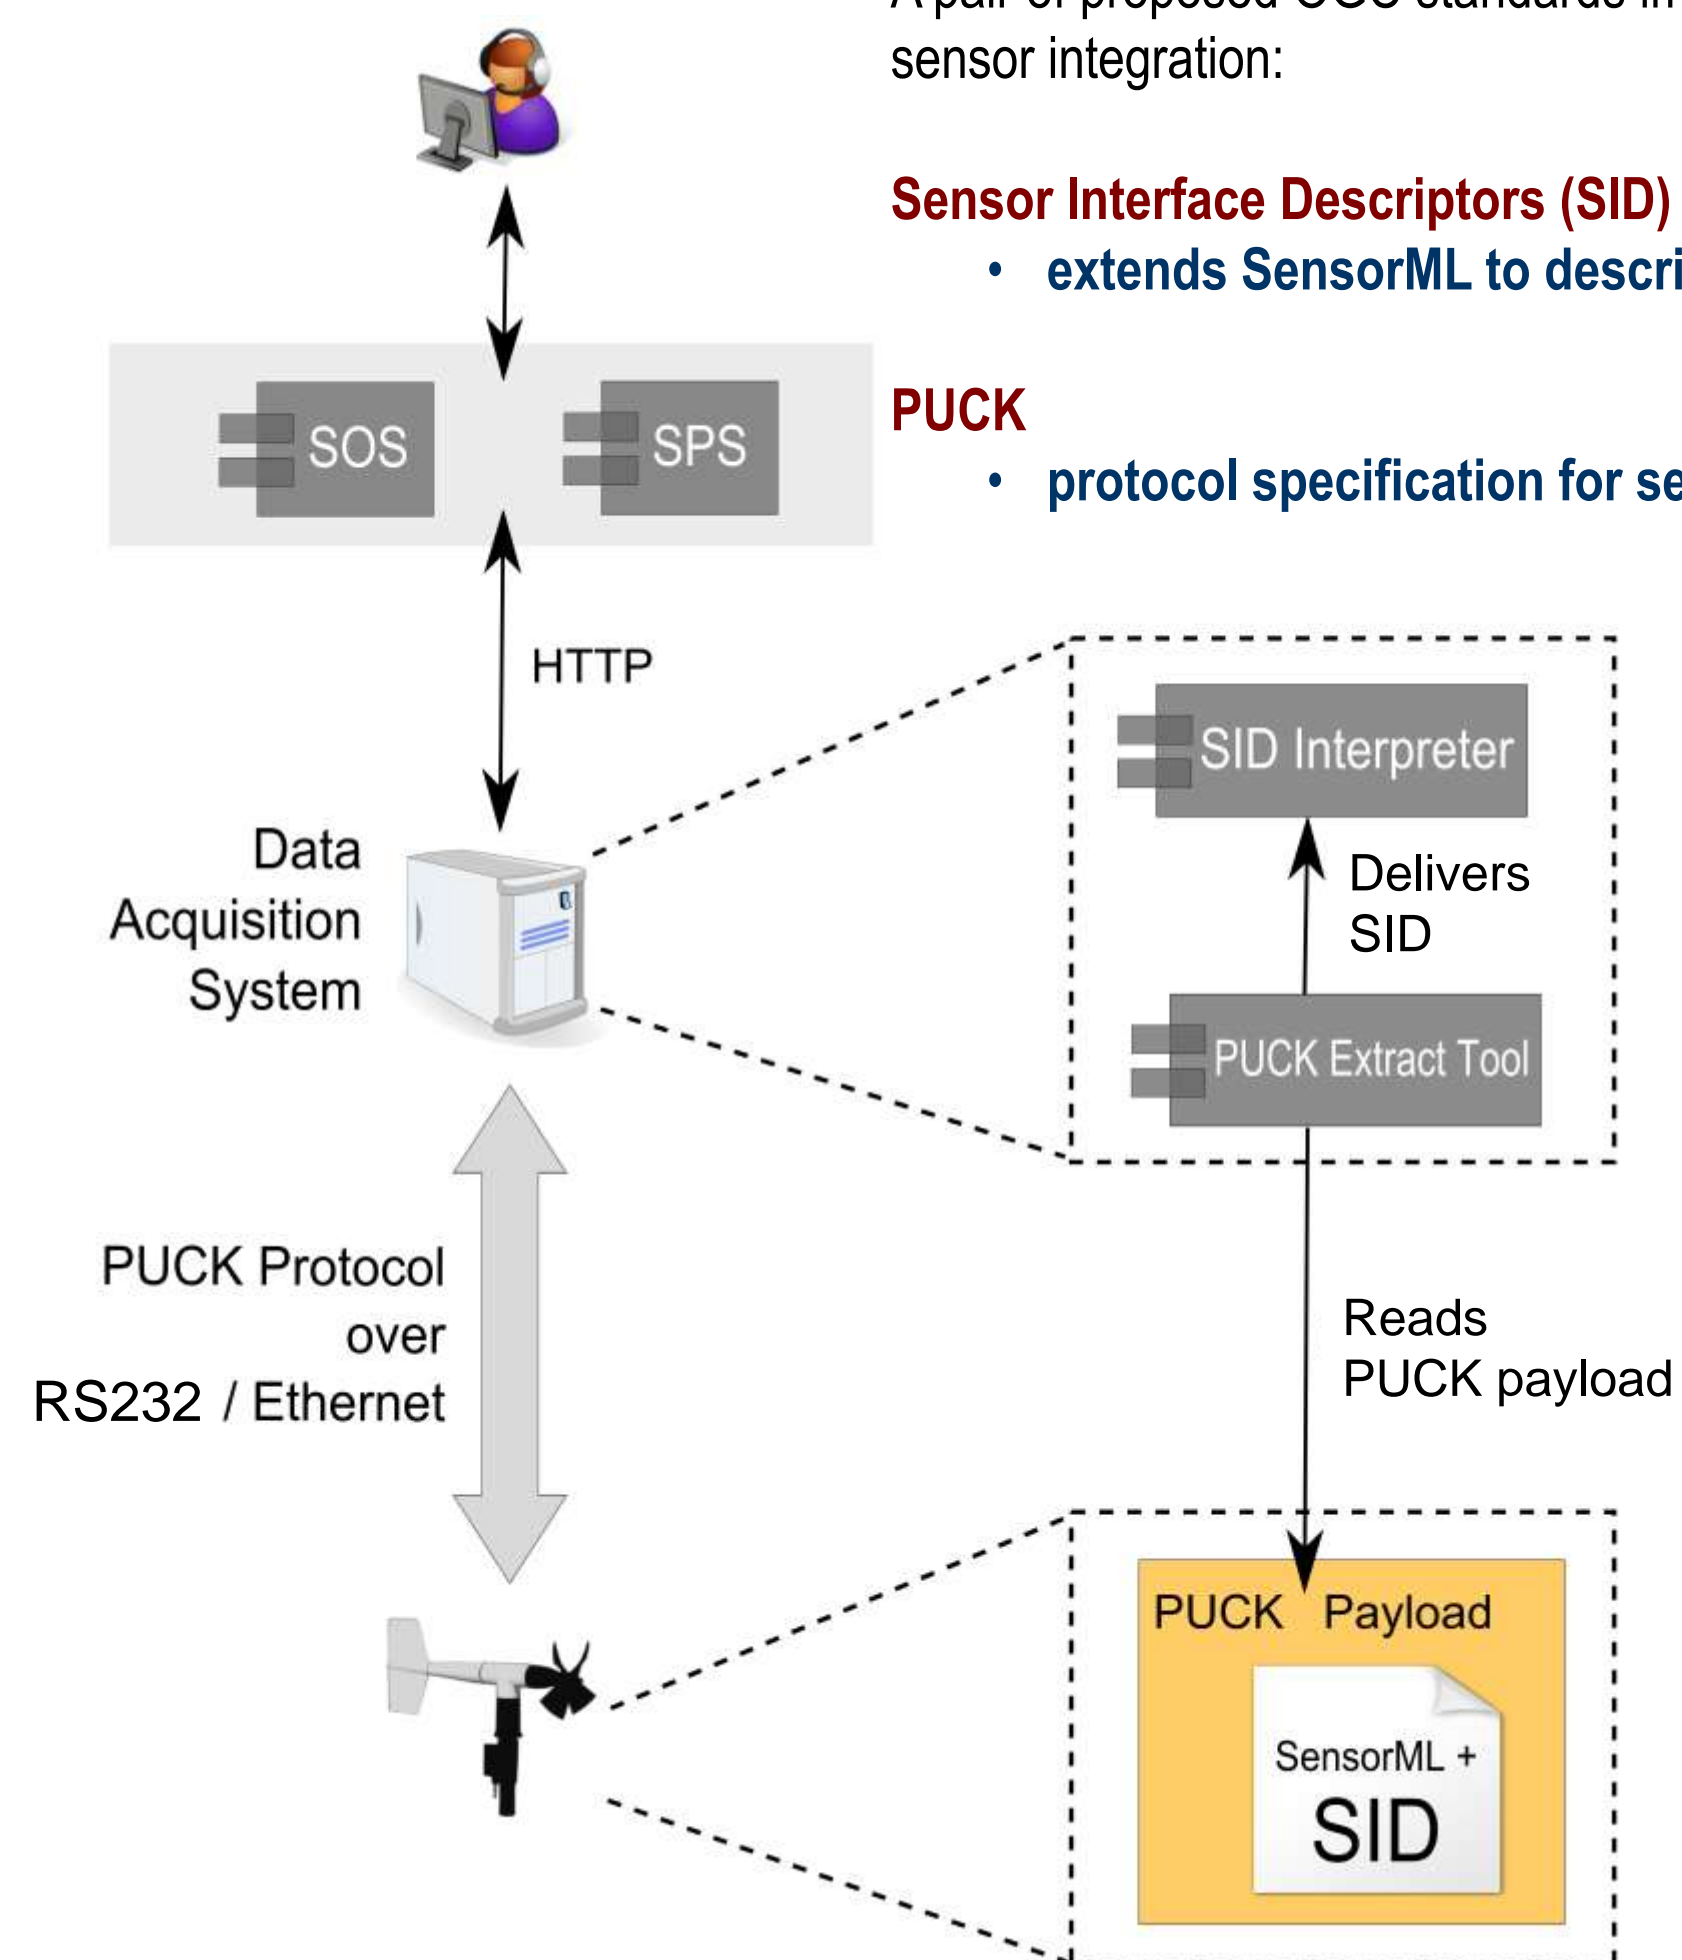 sensor integration:
Sensor Interface Descriptors (SID)
• extends SensorML to
PUCK
• protocol specification for
SOS
SPS
HTTP
SID Interpreter
Data
Acquisition
System
Delivers
SID
PUCK Extract Tool
PUCK Protocol
over
RS232 / Ethernet
Reads
PUCK payload
PUCK Payload
SensorML +
SID